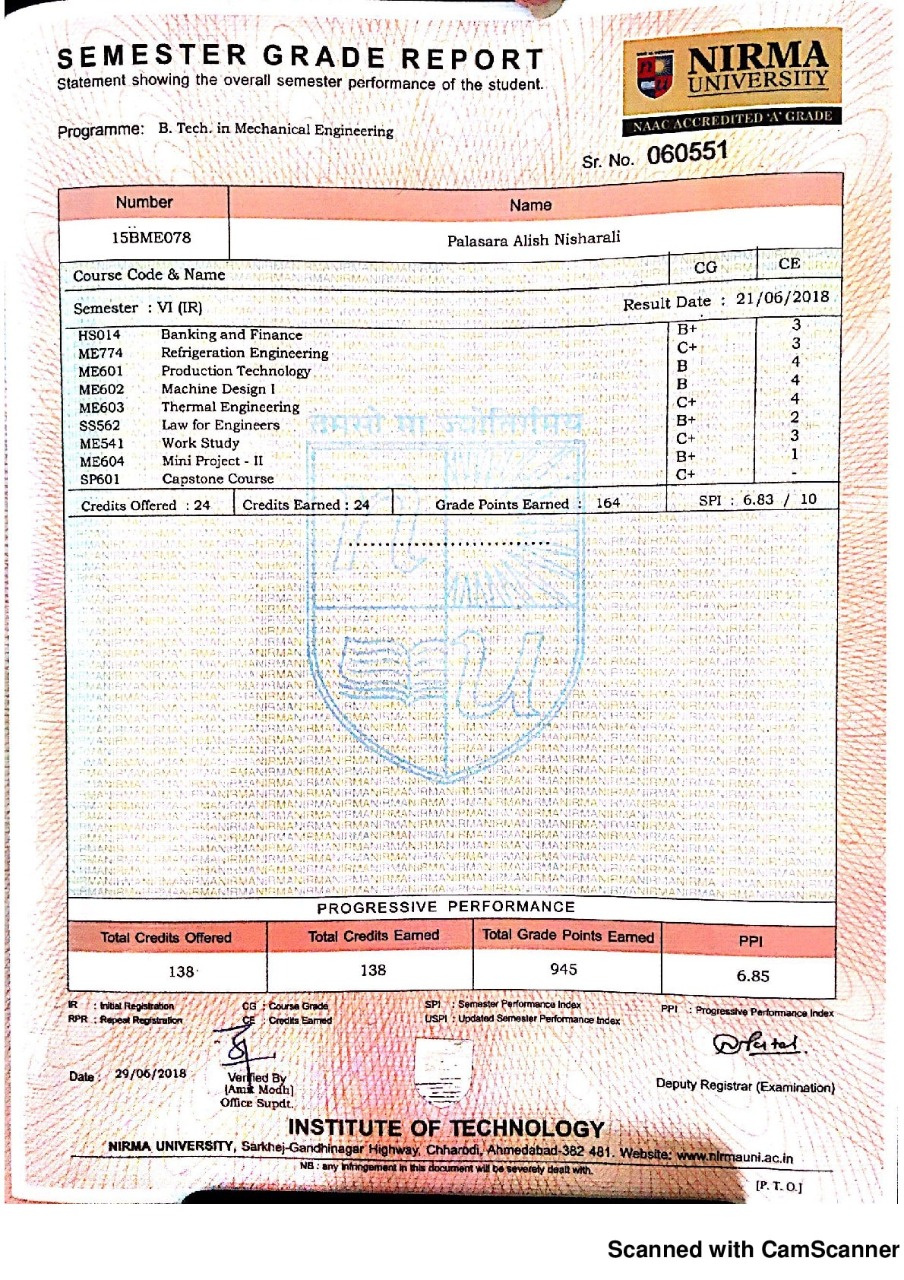 SEMESTER GRADE REPORT
Statement showing the overall semester performance of the student.
NIRMA
UNIVERSITY
NAAC ACCREDITED 'A' GRADE
Programme: B. Tech. in Mechanical Engineering
Sr. No. 060551
Number Name
15BME078 Palasara Alish Nisharali
Course Code & Name CG CE
Semester : VI (IR) Result Date : 21/06/2018
HS014 Banking and Finance B+ 3
ME774 Refrigeration Engineering C+ 3
ME601 Production Technology B 4
ME602 Machine Design I B 4
ME603 Thermal Engineering C+ 4
SS562 Law for Engineers B+ 2
ME541 Work Study C+ 3
ME604 Mini Project - II B+ 1
SP601 Capstone Course C+ -
तमसो मा ज्योतिर्गमय
Credits Offered : 24 Credits Earned : 24 Grade Points Earned : 164 SPI : 6.83 / 10
PROGRESSIVE PERFORMANCE
Total Credits Offered Total Credits Earned Total Grade Points Earned PPI
138 138 945 6.85
IR : Initial Registration CG : Course Grade SPI : Semester Performance Index PPI : Progressive Performance Index
RPR : Repeat Registration CE : Credits Earned USPI : Updated Semester Performance Index
Date : 29/06/2018
Verified By
[Amit Modh]
Office Supdt.
Deputy Registrar (Examination)
INSTITUTE OF TECHNOLOGY
NIRMA UNIVERSITY, Sarkhej-Gandhinagar Highway, Chharodi, Ahmedabad-382 481. Website: www.nirmauni.ac.in
NB : any infringement in this document will be severely dealt with.
[P. T. O.]
Scanned with CamScanner